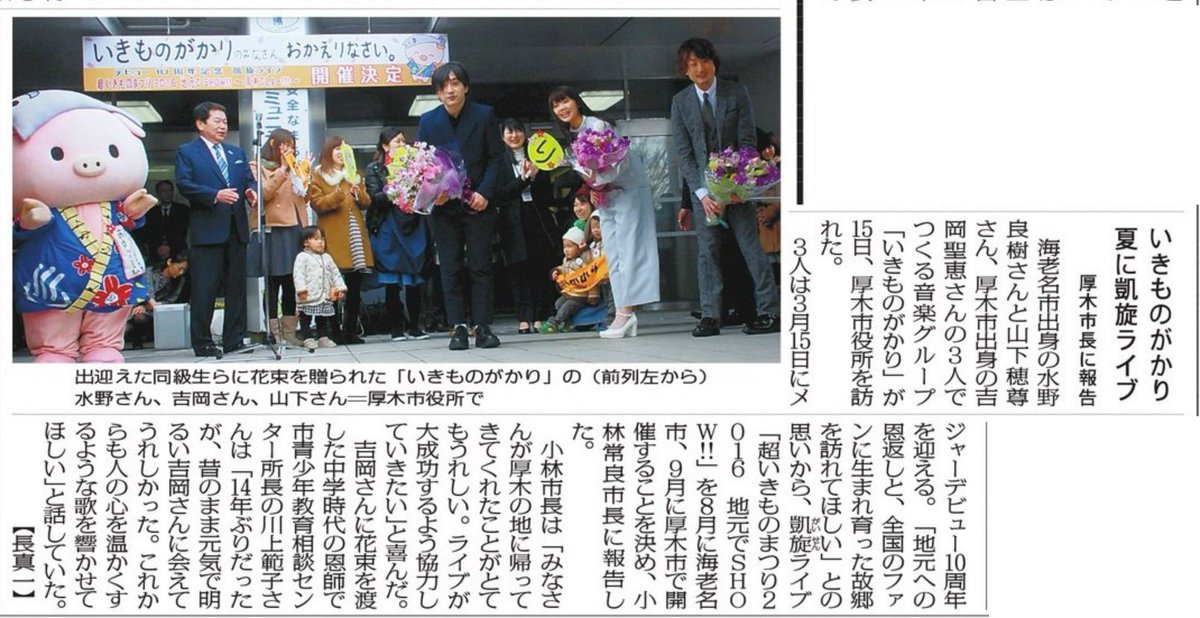 いきものがかりのみなさん、おかえりなさい。
デビュー10周年記念 凱旋ライブ
開催決定
出迎えた同級生らに花束を贈られた「いきものがかり」の（前列左から）
水野さん、吉岡さん、山下さん＝厚木市役所で
いきものがかり
夏に凱旋ライブ
厚木市長に報告
海老名市出身の水野
良樹さんと山下穂尊
さん、厚木市出身の吉
岡聖恵さんの３人で
つくる音楽グループ
「いきものがかり」が
15日、厚木市役所を訪
れた。
３人は３月15日にメ
ジャーデビュー10周年
を迎える。「地元への
恩返しと、全国のファ
ンに生まれ育った故郷
を訪れてほしい」との
思いから、凱旋ライブ
がいせん
「超いきものまつり２
０１６　地元でＳＨＯ
Ｗ!!」を８月に海老名
市、９月に厚木市で開
催することを決め、小
林常良市長に報告し
た。
小林市長は「みなさ
んが厚木の地に帰って
きてくれたことがとて
もうれしい。ライブが
大成功するよう協力し
ていきたい」と喜んだ。
吉岡さんに花束を渡
した中学時代の恩師で
市青少年教育相談セン
ター所長の川上範子さ
んは「14年ぶりだった
が、昔のまま元気で明
るい吉岡さんに会えて
うれしかった。これか
らも人の心を温かくす
るような歌を響かせて
ほしい」と話していた。
【長真一】